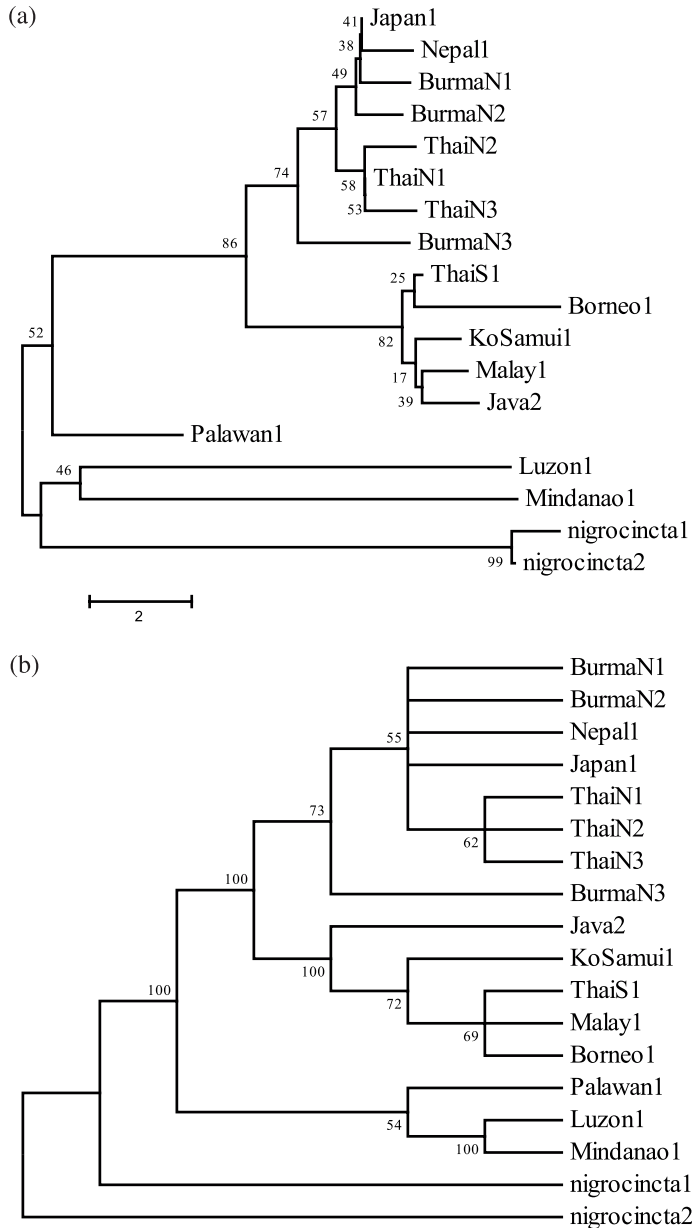 (a)
41 Japan1
38 Nepal1
49 BurmaN1
BurmaN2
57
ThaiN2
74 58 ThaiN1
53 ThaiN3
86 BurmaN3
25 ThaiS1
Borneo1
52 82 KoSamui1
17 Malay1
39 Java2
Palawan1
46 Luzon1
Mindanao1
nigrocincta1
99 nigrocincta2
2
(b)
BurmaN1
BurmaN2
55 Nepal1
Japan1
ThaiN1
73 ThaiN2
62 ThaiN3
100 BurmaN3
Java2
100 KoSamui1
100 72 ThaiS1
69 Malay1
Borneo1
Palawan1
54 Luzon1
100 Mindanao1
nigrocincta1
nigrocincta2